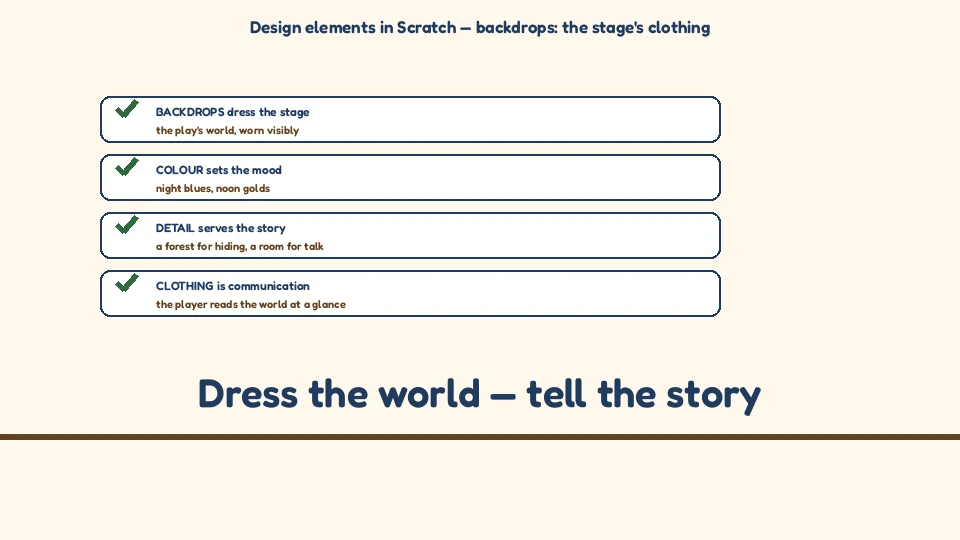 Design elements in Scratch — backdrops: the stage's clothing
BACKDROPS dress the stage
the play's world, worn visibly
COLOUR sets the mood
night blues, noon golds
DETAIL serves the story
a forest for hiding, a room for talk
CLOTHING is communication
the player reads the world at a glance
Dress the world — tell the story